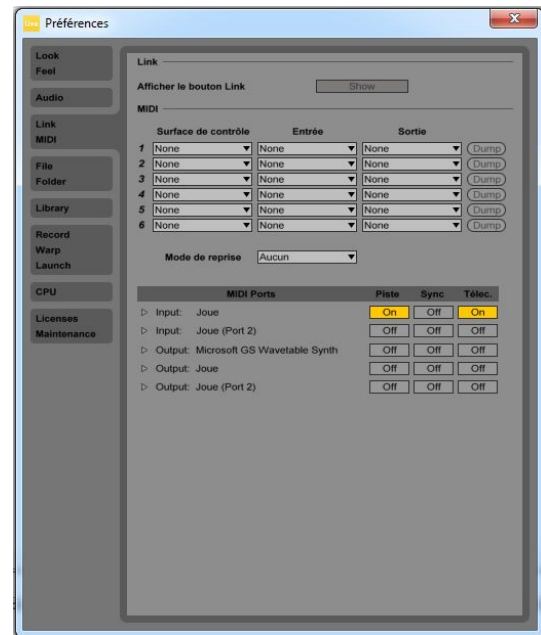 Live Préférences
Look
Feel
Audio
Link
MIDI
File
Folder
Library
Record
Warp
Launch
CPU
Licenses
Maintenance
Link
Afficher le bouton Link Show
MIDI
Surface de contrôle Entrée Sortie
1 None None None Dump
2 None None None Dump
3 None None None Dump
4 None None None Dump
5 None None None Dump
6 None None None Dump
Mode de reprise Aucun
MIDI Ports Piste Sync Télec.
Input: Joue On Off On
Input: Joue (Port 2) Off Off Off
Output: Microsoft GS Wavetable Synth Off Off Off
Output: Joue Off Off Off
Output: Joue (Port 2) Off Off Off